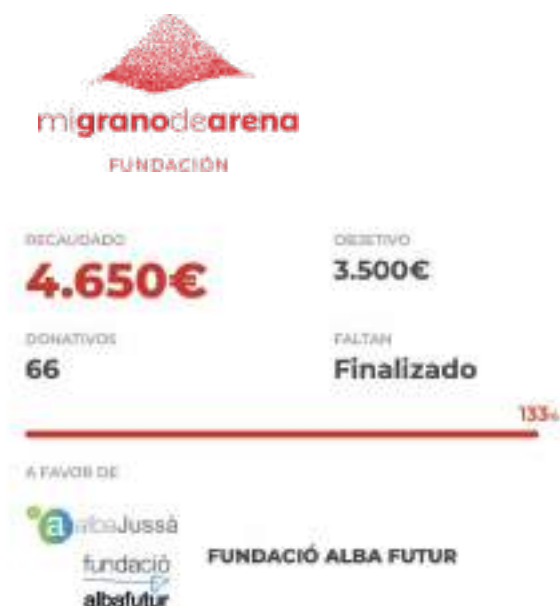 migranodearena
FUNDACIÓN
RECAUDADO
4.650€
OBJETIVO
3.500€
DONATIVOS
66
FALTAN
Finalizado
133%
A FAVOR DE
a albaJussà
fundació
albafutur
FUNDACIÓ ALBA FUTUR